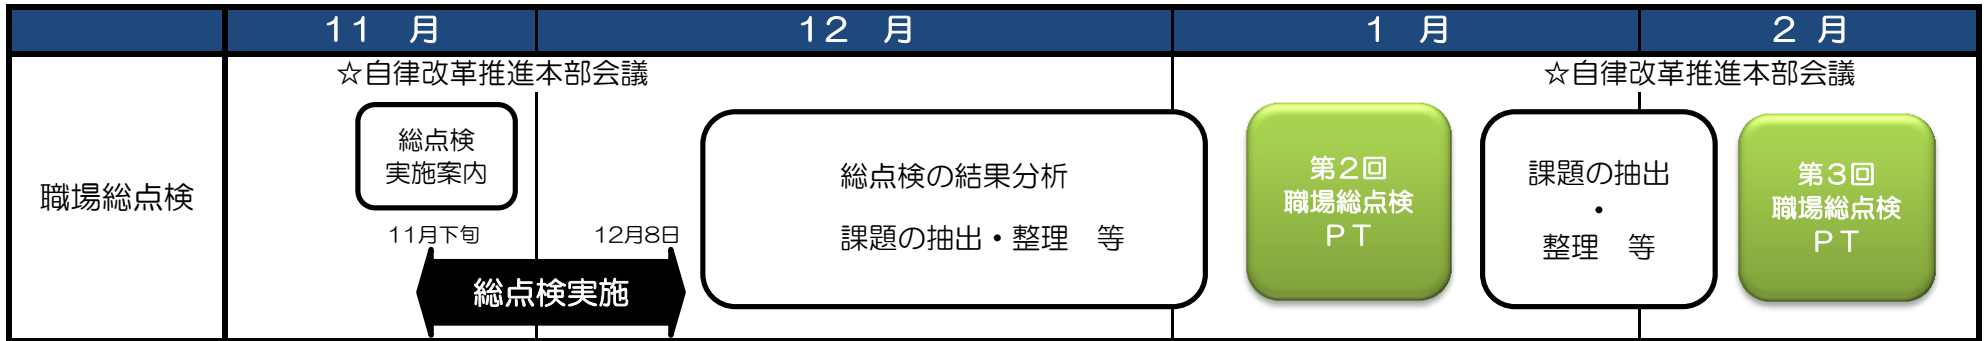 11　月
12　月
1　月
2 月
職場総点検
☆自律改革推進本部会議
総点検
実施案内
11月下旬
12月8日
総点検実施
総点検の結果分析
課題の抽出・整理　等
第2回
職場総点検
PT
☆自律改革推進本部会議
課題の抽出
・
整理　等
第3回
職場総点検
PT